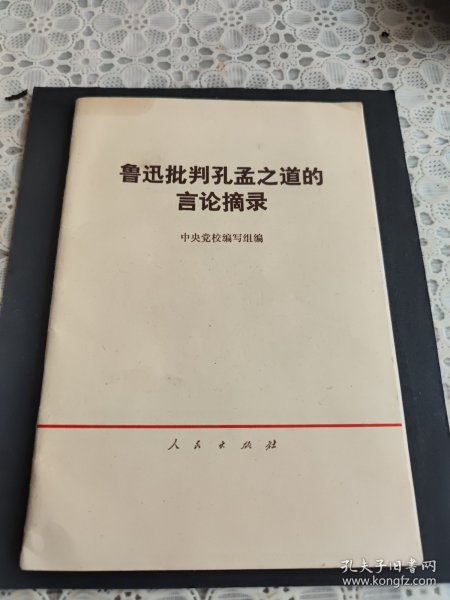 鲁迅批判孔孟之道的
言论摘录
中央党校编写组编
人民出版社
孔夫子旧书网
www.kongfz.com